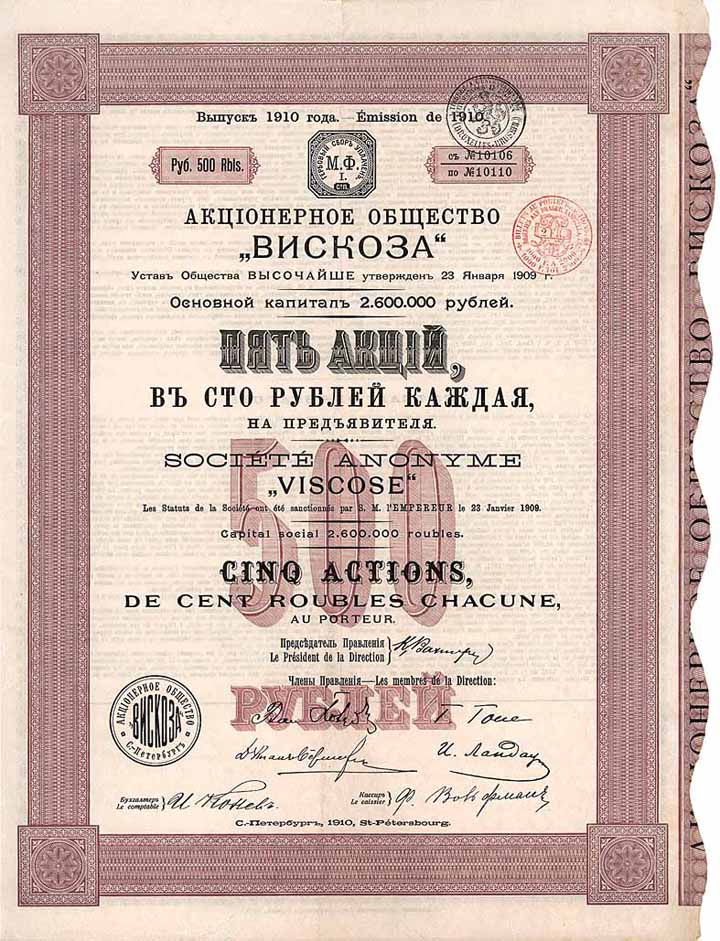 Выпускъ 1910 года. — Émission de 1910.
Руб. 500 Rbls.
ГЕРБОВЫЙ СБОРЪ УПЛАЧЕНЪ
М.Ф.
I.
СПБ.
съ №10106
по №10110
АКЦІОНЕРНОЕ ОБЩЕСТВО
„ВИСКОЗА“
Уставъ Общества ВЫСОЧАЙШЕ утвержденъ 23 Января 1909 г.
Основной капиталъ 2.600.000 рублей.
ПЯТЬ АКЦІЙ,
ВЪ СТО РУБЛЕЙ КАЖДАЯ,
НА ПРЕДЪЯВИТЕЛЯ.
500
SOCIÉTÉ ANONYME
„VISCOSE“
Les Statuts de la Société ont été sanctionnés par S. M. l'EMPEREUR le 23 Janvier 1909.
Capital social 2.600.000 roubles.
CINQ ACTIONS,
DE CENT ROUBLES CHACUNE,
AU PORTEUR.
Предсѣдатель Правленія
Le Président de la Direction
Члены Правленія—Les membres de la Direction:
РУБЛЕЙ
И. Ландау
АКЦІОНЕРНОЕ ОБЩЕСТВО
„ВИСКОЗА“
С.-Петербургъ
Бухгалтеръ
Le comptable
Кассиръ
Le caissier
С.-Петербургъ, 1910, St-Pétersbourg.
АКЦІОНЕРНОЕ ОБЩЕСТВО „ВИСКОЗА“